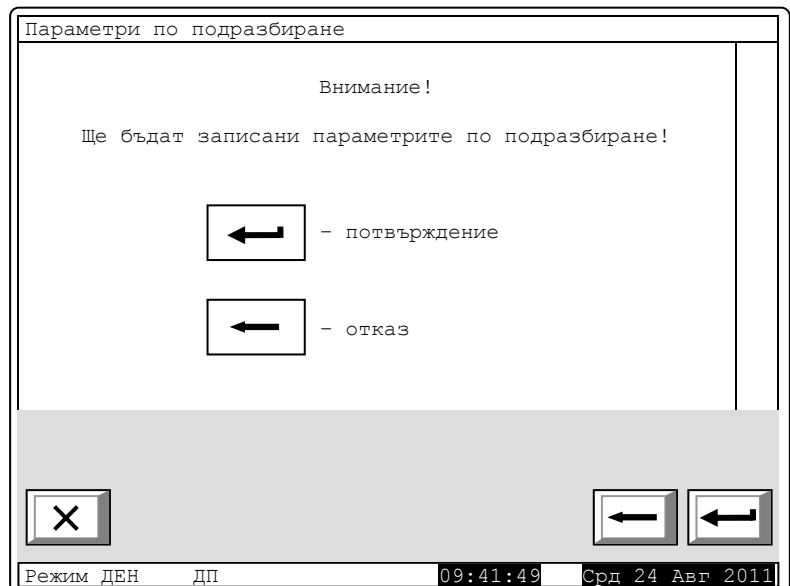 Параметри по подразбиране
Внимание!
Ще бъдат записани параметрите по подразбиране!
– потвърждение
– отказ
Режим ДЕН ДП 09:41:49 Срд 24 Авг 2011